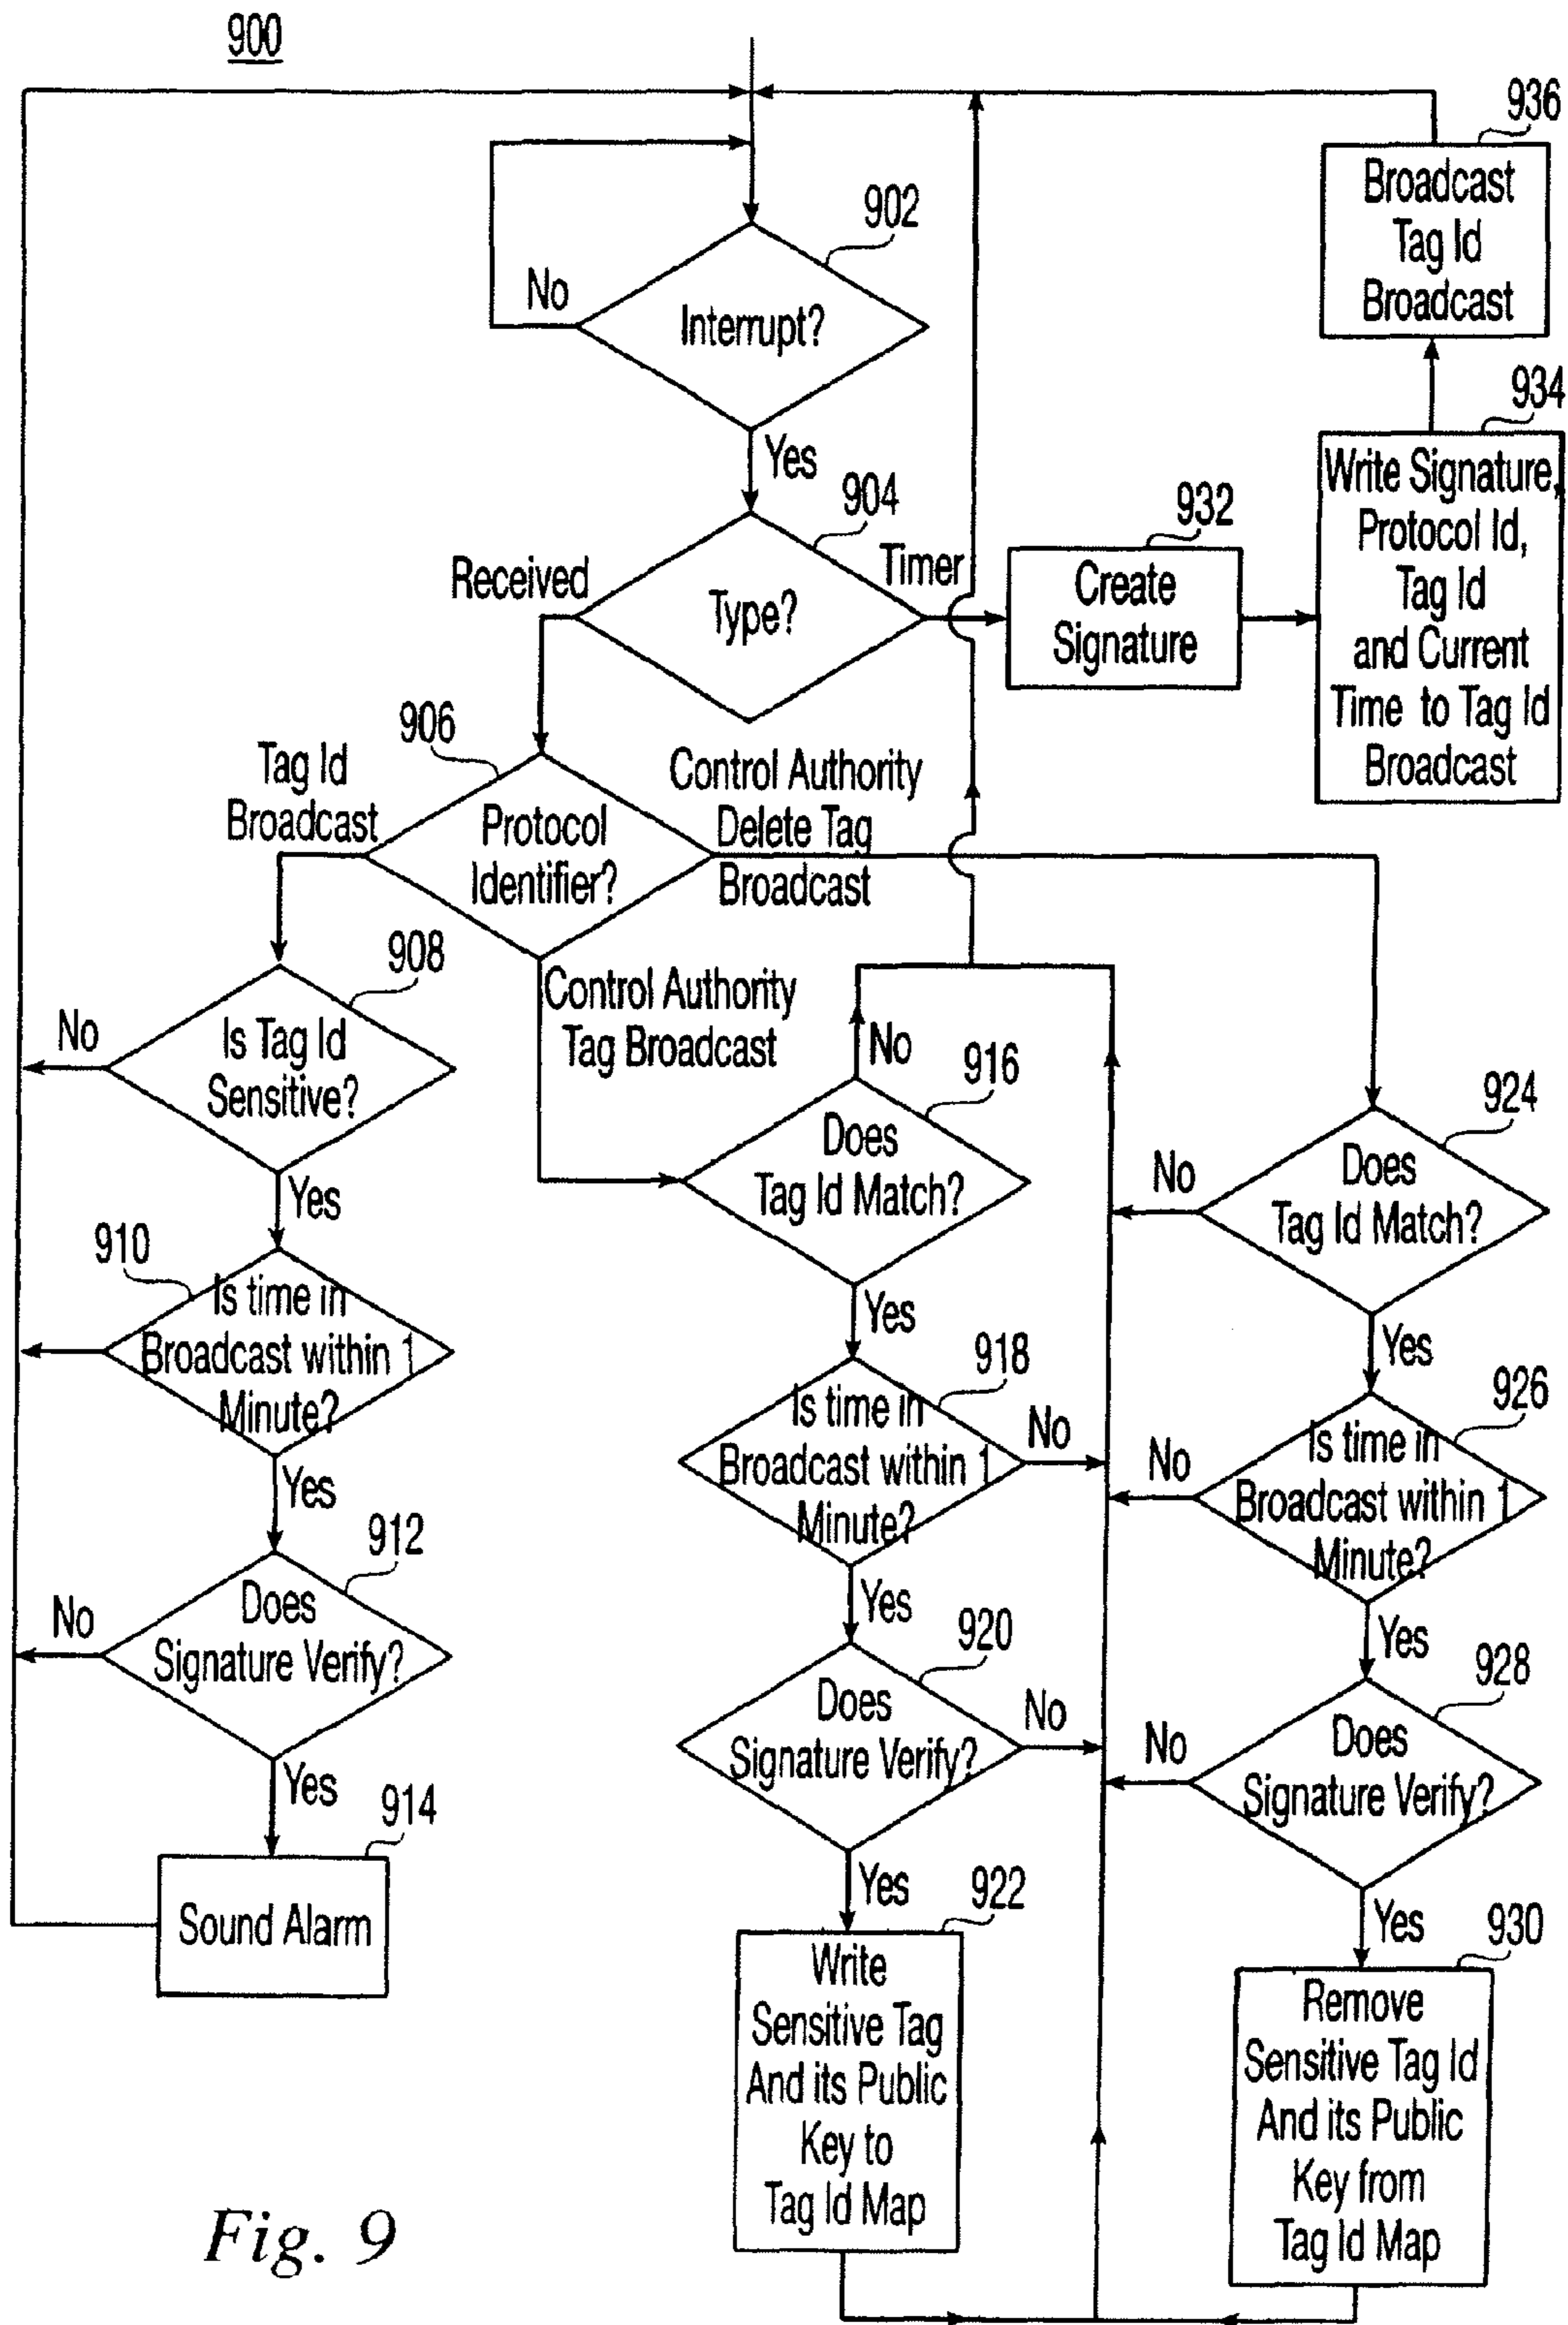 900
936
Broadcast
Tag Id
Broadcast
902
No
Interrupt?
Yes
934
Write Signature,
Protocol Id,
Tag Id
and Current
Time to Tag Id
Broadcast
904
Received
Type?
Timer
932
Create
Signature
906
Tag Id
Broadcast
Protocol
Identifier?
Control Authority
Delete Tag
Broadcast
Control Authority
Tag Broadcast
908
No
Is Tag Id
Sensitive?
Yes
910
Is time in
Broadcast within 1
Minute?
Yes
912
No
Does
Signature Verify?
Yes
914
Sound Alarm
No
916
Does
Tag Id Match?
Yes
918
Is time in
Broadcast within 1
Minute?
No
Yes
920
Does
Signature Verify?
No
Yes
922
Write
Sensitive Tag
And its Public
Key to
Tag Id Map
924
No
Does
Tag Id Match?
Yes
926
No
Is time in
Broadcast within 1
Minute?
Yes
928
No
Does
Signature Verify?
Yes
930
Remove
Sensitive Tag Id
And its Public
Key from
Tag Id Map
Fig. 9